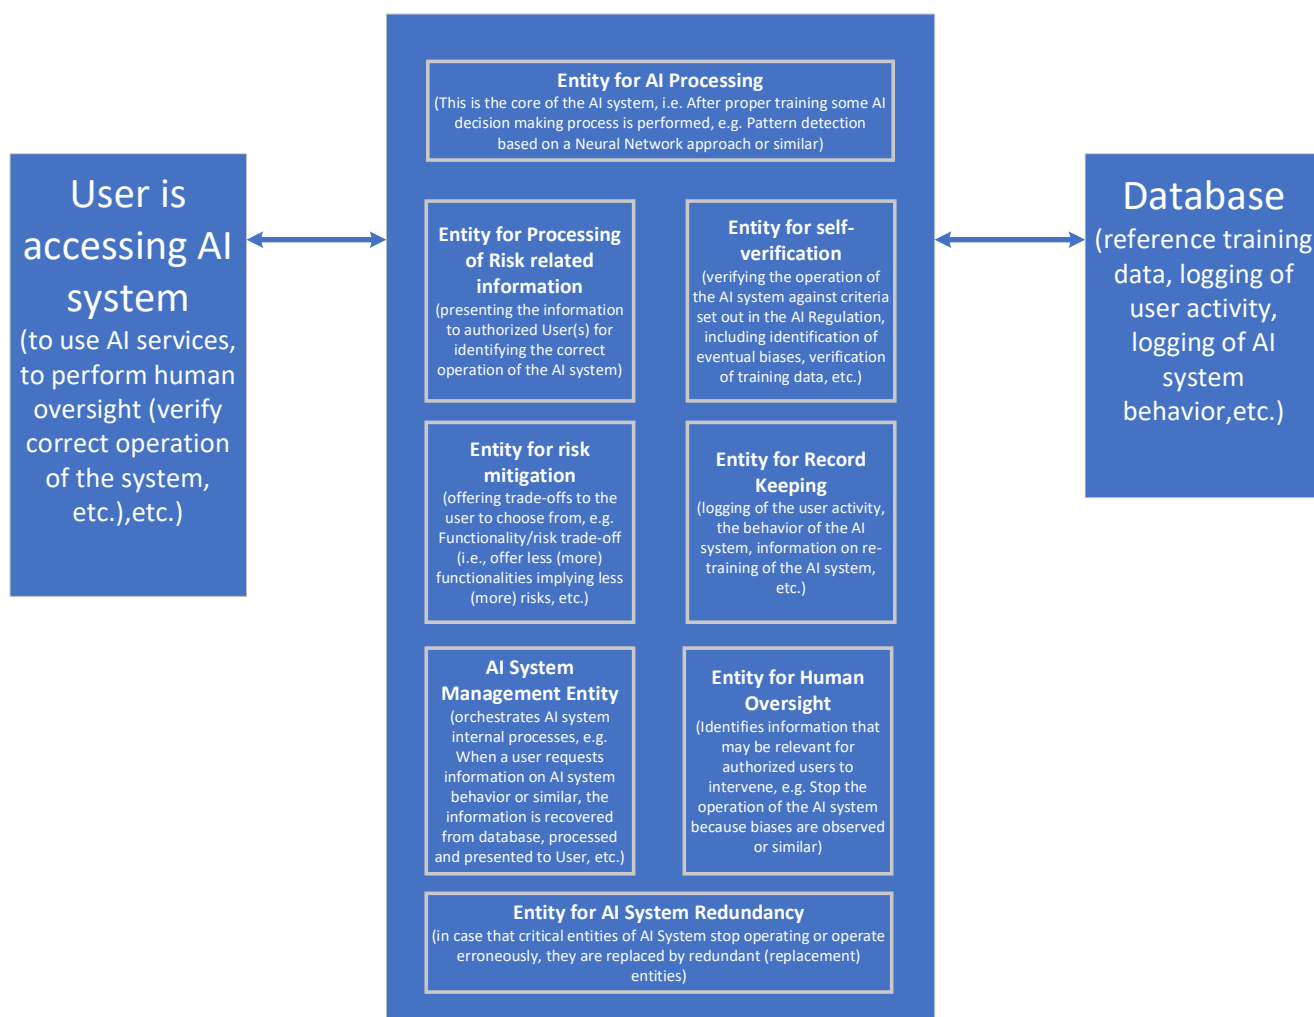 User is
accessing AI
system
(to use AI services,
to perform human
oversight (verify
correct operation
of the system,
etc.),etc.)
Entity for AI Processing
(This is the core of the AI system, i.e. After proper training some AI
decision making process is performed, e.g. Pattern detection
based on a Neural Network approach or similar)
Entity for Processing
of Risk related
information
(presenting the information
to authorized User(s) for
identifying the correct
operation of the AI system)
Entity for self-
verification
(verifying the operation of
the AI system against criteria
set out in the AI Regulation,
including identification of
eventual biases, verification
of training data, etc.)
Entity for risk
mitigation
(offering trade-offs to the
user to choose from, e.g.
Functionality/risk trade-off
(i.e., offer less (more)
functionalities implying less
(more) risks, etc.)
Entity for Record
Keeping
(logging of the user activity,
the behavior of the AI
system, information on re-
training of the AI system,
etc.)
AI System
Management Entity
(orchestrates AI system
internal processes, e.g.
When a user requests
information on AI system
behavior or similar, the
information is recovered
from database, processed
and presented to User, etc.)
Entity for Human
Oversight
(Identifies information that
may be relevant for
authorized users to
intervene, e.g. Stop the
operation of the AI system
because biases are observed
or similar)
Entity for AI System Redundancy
(in case that critical entities of AI System stop operating or operate
erroneously, they are replaced by redundant (replacement)
entities)
Database
(reference training
data, logging of
user activity,
logging of AI
system
behavior,etc.)